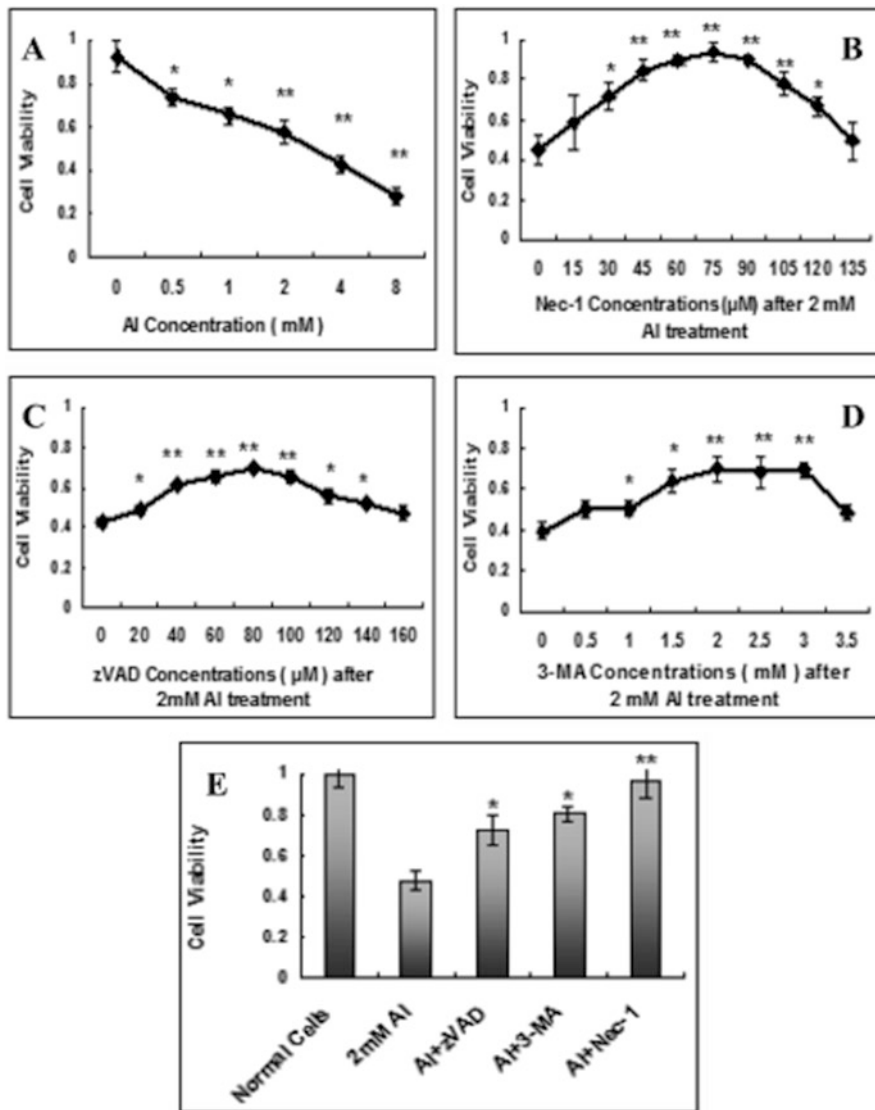 A
Cell Viability
1
0.8
0.6
0.4
0.2
0
* * ** ** **
0 0.5 1 2 4 8
Al Concentration ( mM )
B
Cell Viability
1
0.8
0.6
0.4
0.2
0
* ** ** ** ** ** *
0 15 30 45 60 75 90 105 120 135
Nec-1 Concentrations (µM) after 2 mM
Al treatment
C
Cell Viability
1
0.8
0.6
0.4
0.2
0
* ** ** ** ** * *
0 20 40 60 80 100 120 140 160
zVAD Concentrations ( µM ) after
2mM Al treatment
D
Cell Viability
1
0.8
0.6
0.4
0.2
0
* * ** ** **
0 0.5 1 1.5 2 2.5 3 3.5
3-MA Concentrations ( mM ) after
2 mM Al treatment
E
Cell Viability
1
0.8
0.6
0.4
0.2
0
* * **
Normal Cells
2mM Al
Al+zVAD
Al+3-MA
Al+Nec-1